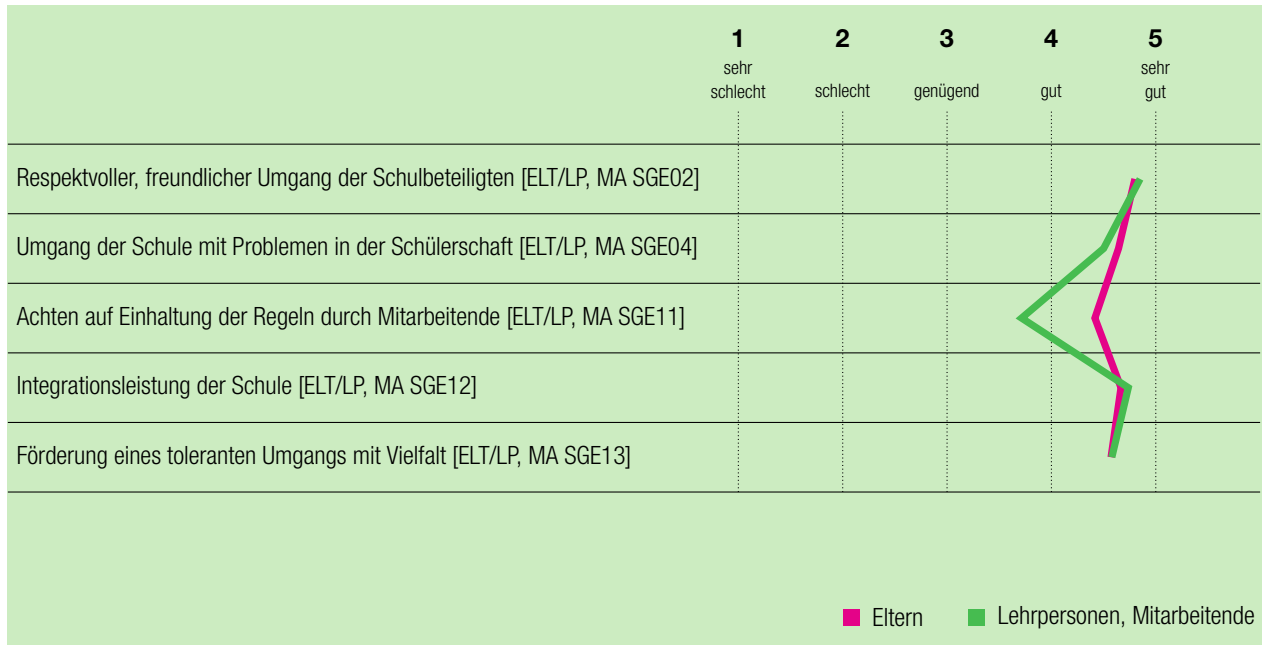 1 2 3 4 5
sehr schlecht schlecht genügend gut sehr gut
Respektvoller, freundlicher Umgang der Schulbeteiligten [ELT/LP, MA SGE02]
Umgang der Schule mit Problemen in der Schülerschaft [ELT/LP, MA SGE04]
Achten auf Einhaltung der Regeln durch Mitarbeitende [ELT/LP, MA SGE11]
Integrationsleistung der Schule [ELT/LP, MA SGE12]
Förderung eines toleranten Umgangs mit Vielfalt [ELT/LP, MA SGE13]
Eltern Lehrpersonen, Mitarbeitende